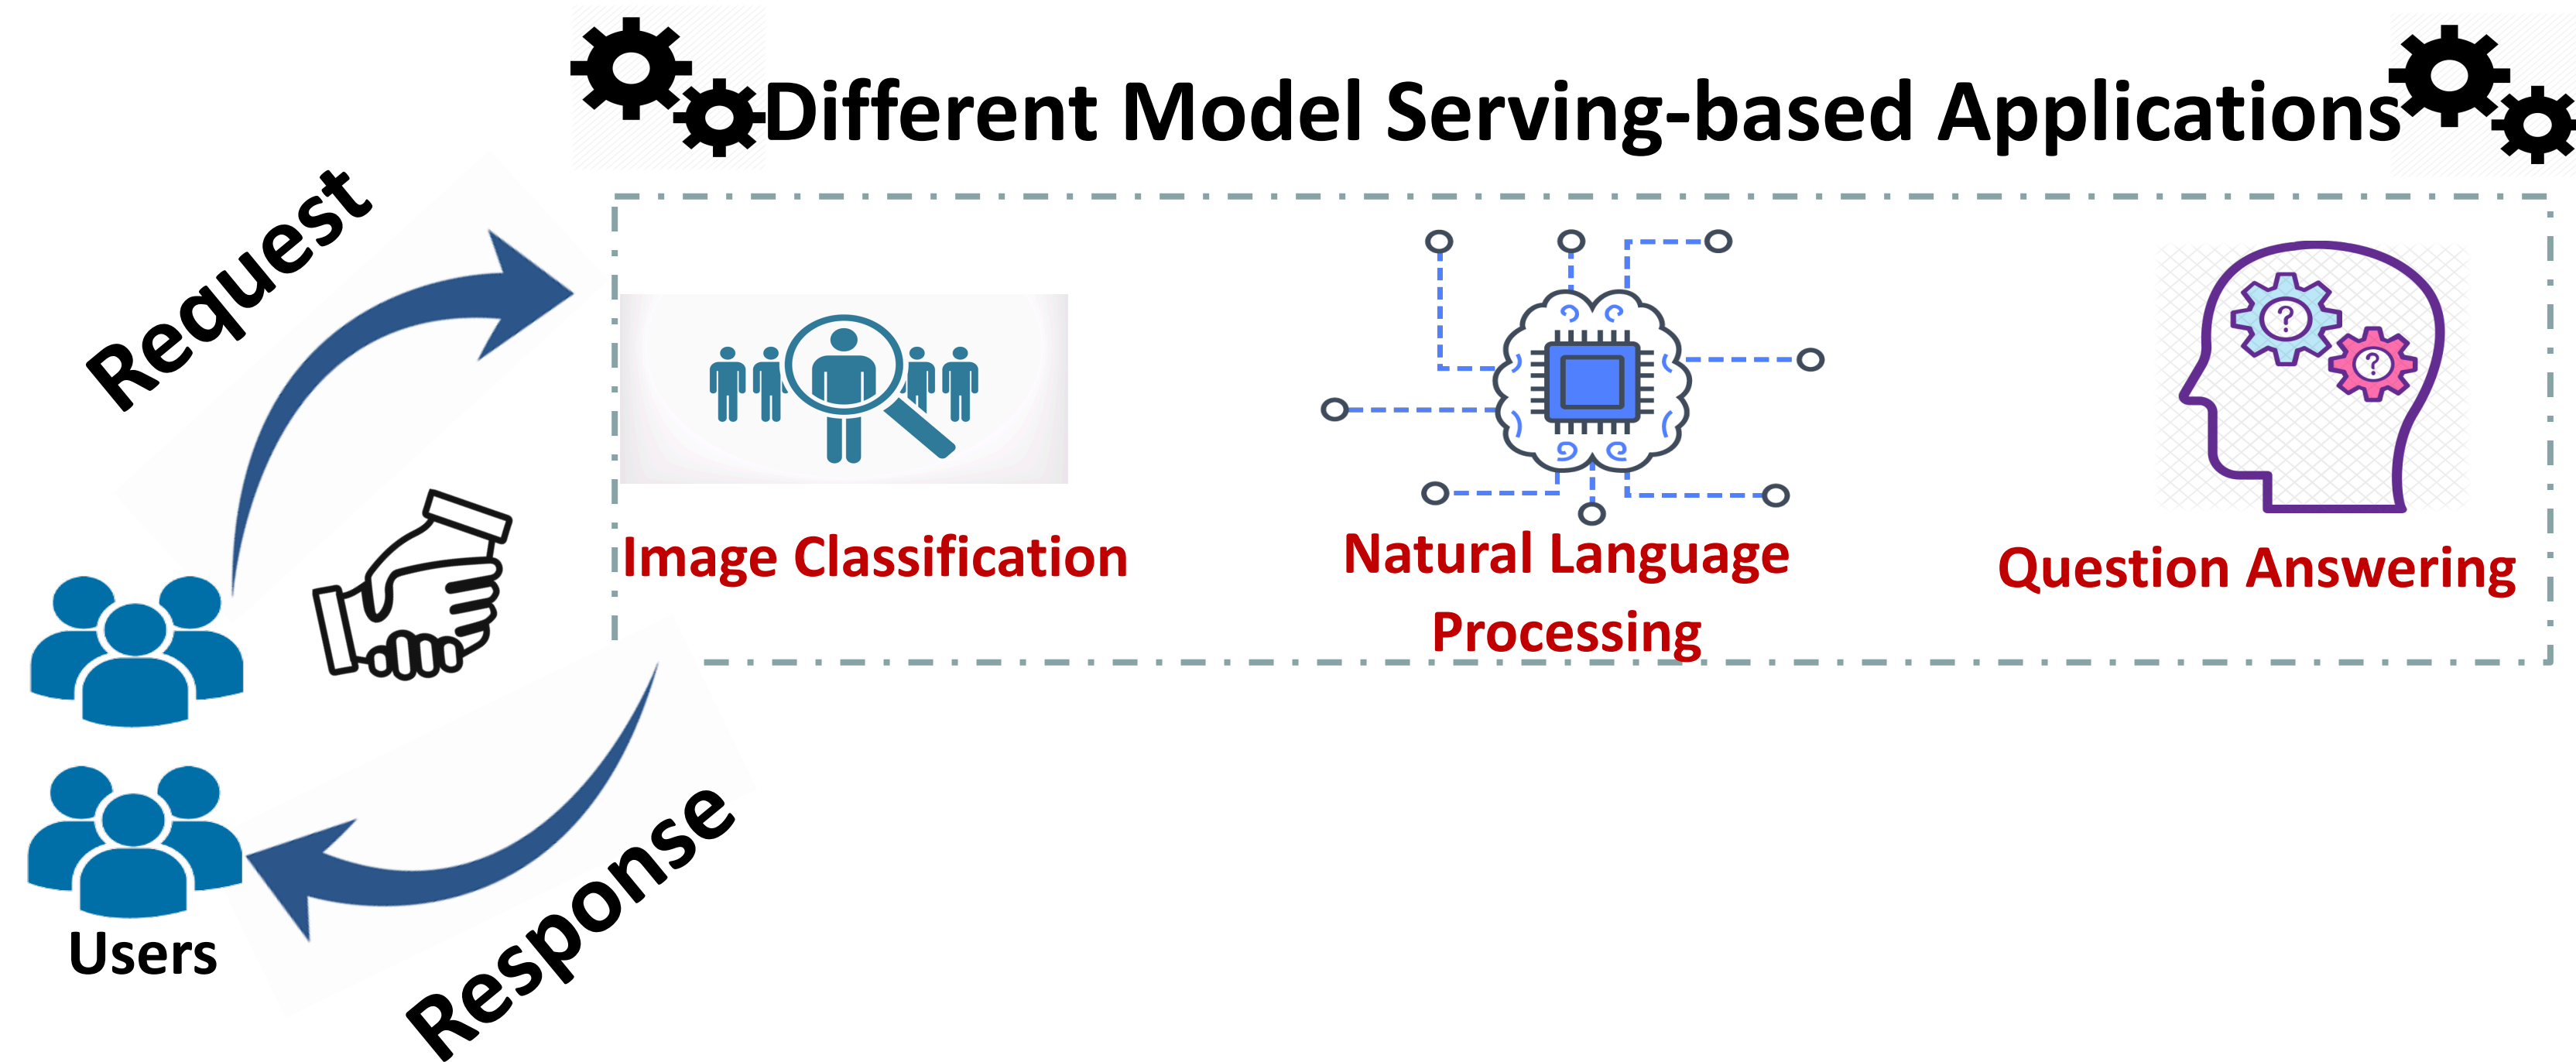 Different Model Serving-based Applications
Request
Image Classification
Natural Language
Processing
Question Answering
?
?
Users
Response